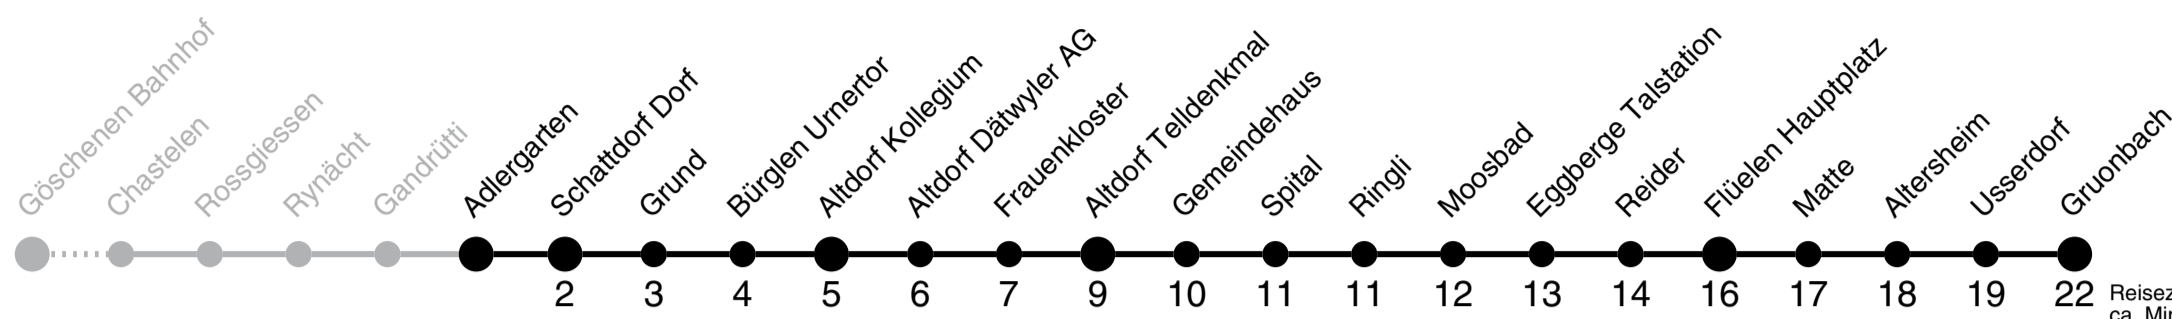 Göschenen Bahnhof
Chastelen
Rossgiessen
Rynächt
Gandrütti
Adlergarten
Schattdorf Dorf
Grund
Bürglen Urnertor
Altdorf Kollegium
Altdorf Dätwyler AG
Frauenkloster
Altdorf Telldenkmal
Gemeindehaus
Spital
Ringli
Moosbad
Eggberge Talstation
Reider
Flüelen Hauptplatz
Matte
Altersheim
Usserdorf
Gruonbach
2 3 4 5 6 7 9 10 11 11 12 13 14 16 17 18 19 22
ca.